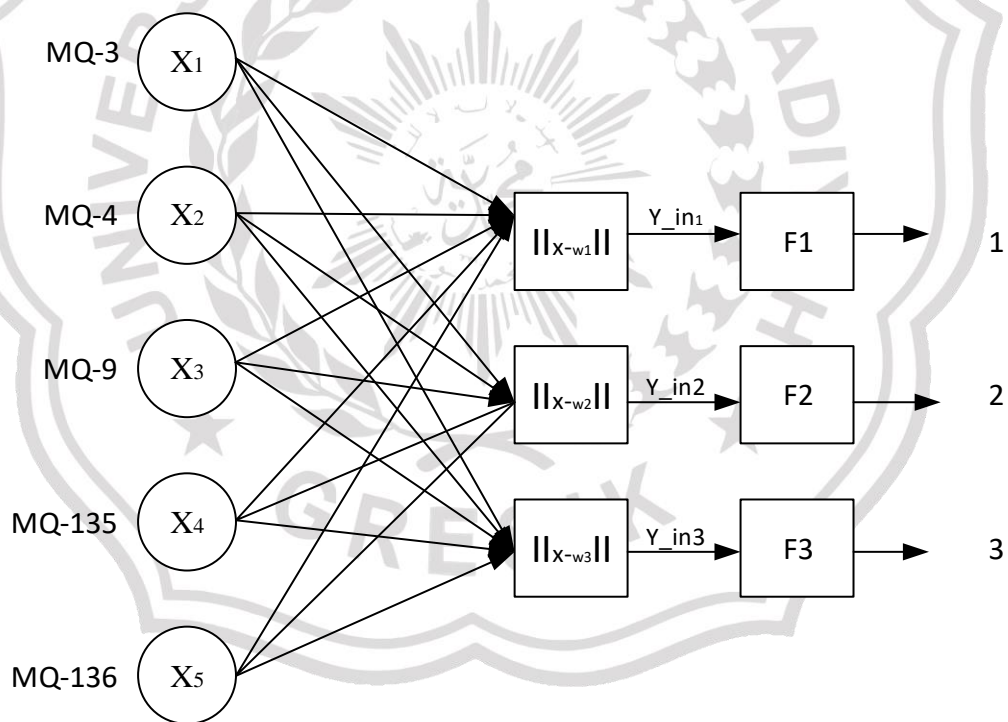 MQ-3
X1
MQ-4
X2
MQ-9
X3
MQ-135
X4
MQ-136
X5
||x-w1||
Y_in1
F1
1
||x-w2||
Y_in2
F2
2
||x-w3||
Y_in3
F3
3
GRESIK